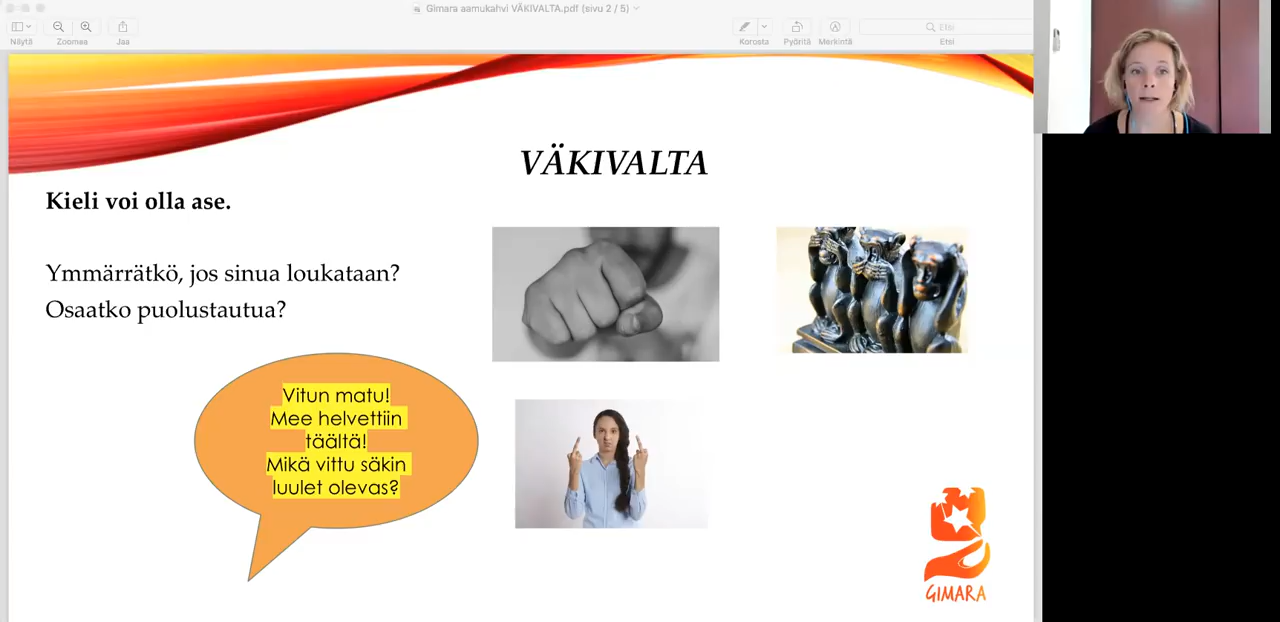 Gimara aamukahvi VÄKIVALTA.pdf (sivu 2 / 5)
Näytä
Zoomaa
Jaa
Korosta
Pyöritä
Merkintä
Etsi
Etsi
VÄKIVALTA
Kieli voi olla ase.
Ymmärrätkö, jos sinua loukataan?
Osaatko puolustautua?
Vitun matu!
Mee helvettiin
täältä!
Mikä vittu säkin
luulet olevas?
GIMARA